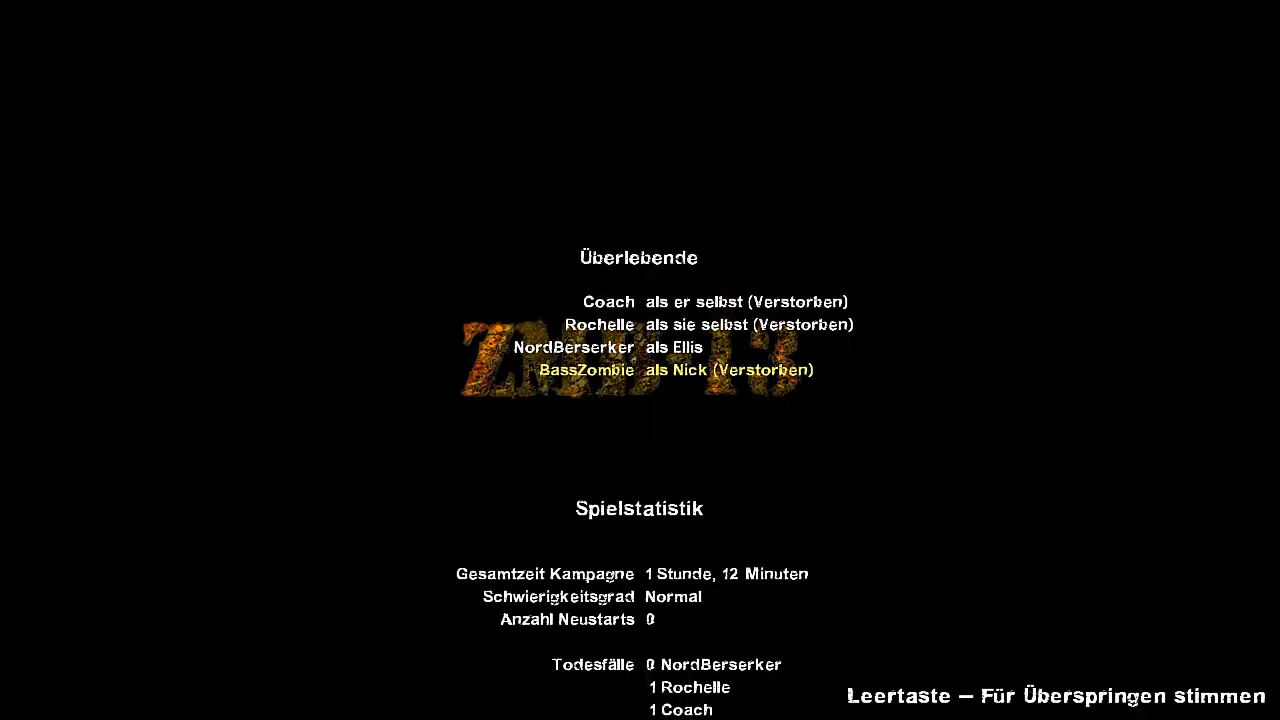 Überlebende
Coach als er selbst (Verstorben)
Rochelle als sie selbst (Verstorben)
NordBerserker als Ellis
BassZombie als Nick (Verstorben)
Spielstatistik
Gesamtzeit Kampagne 1 Stunde, 12 Minuten
Schwierigkeitsgrad Normal
Anzahl Neustarts 0
Todesfälle 0 NordBerserker
1 Rochelle
1 Coach
Leertaste – Für Überspringen stimmen